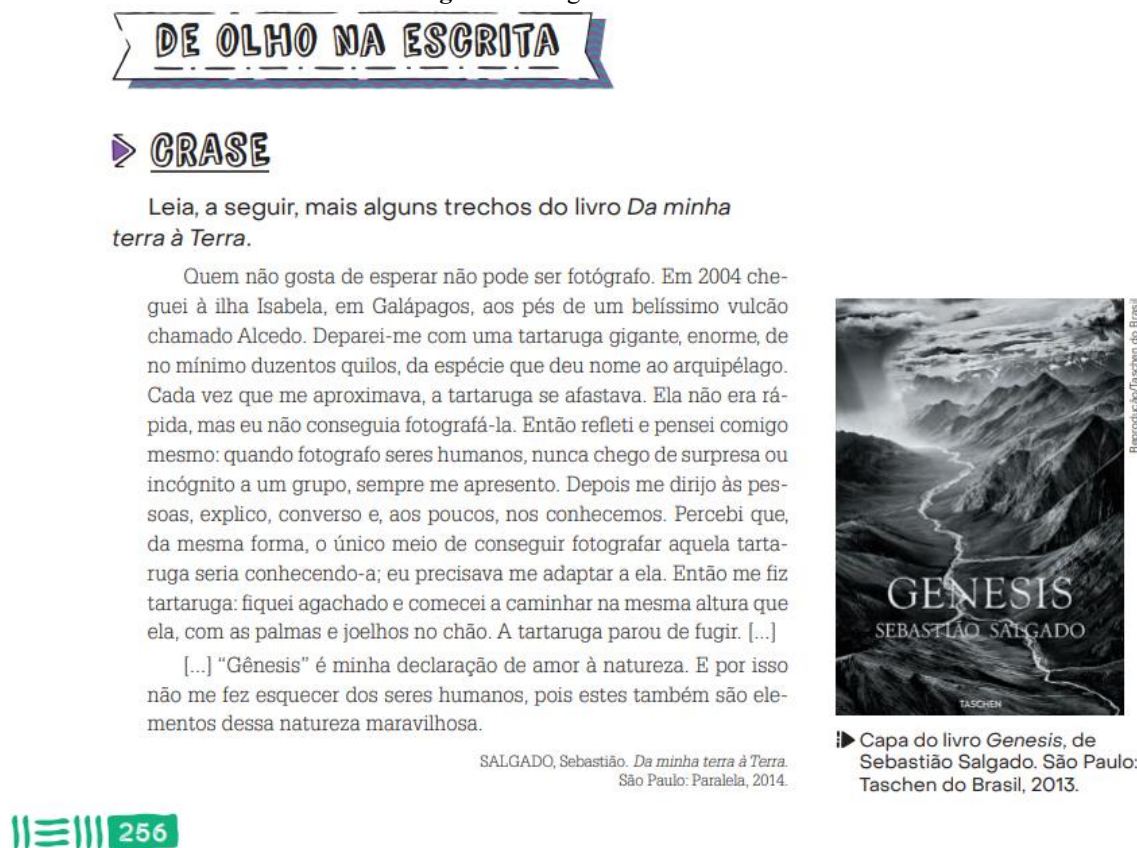 DE OLHO NA ESCRITA
CRASE
Leia, a seguir, mais alguns trechos do livro Da minha
terra à Terra.
Quem não gosta de esperar não pode ser fotógrafo. Em 2004 che-
guei à ilha Isabela, em Galápagos, aos pés de um belíssimo vulcão
chamado Alcedo. Deparei-me com uma tartaruga gigante, enorme, de
no mínimo duzentos quilos, da espécie que deu nome ao arquipélago.
Cada vez que me aproximava, a tartaruga se afastava. Ela não era rá-
pida, mas eu não conseguia fotografá-la. Então refleti e pensei comigo
mesmo: quando fotografo seres humanos, nunca chego de surpresa ou
incógnito a um grupo, sempre me apresento. Depois me dirijo às pes-
soas, explico, converso e, aos poucos, nos conhecemos. Percebi que,
da mesma forma, o único meio de conseguir fotografar aquela tarta-
ruga seria conhecendo-a; eu precisava me adaptar a ela. Então me fiz
tartaruga: fiquei agachado e comecei a caminhar na mesma altura que
ela, com as palmas e joelhos no chão. A tartaruga parou de fugir. [...]
[...] “Gênesis” é minha declaração de amor à natureza. E por isso
não me fez esquecer dos seres humanos, pois estes também são ele-
mentos dessa natureza maravilhosa.
SALGADO, Sebastião. Da minha terra à Terra.
São Paulo: Paralela, 2014.
GENESIS
SEBASTIÃO SALGADO
TASCHEN
Reprodução/Taschen do Brasil
Capa do livro Genesis, de
Sebastião Salgado. São Paulo:
Taschen do Brasil, 2013.
256